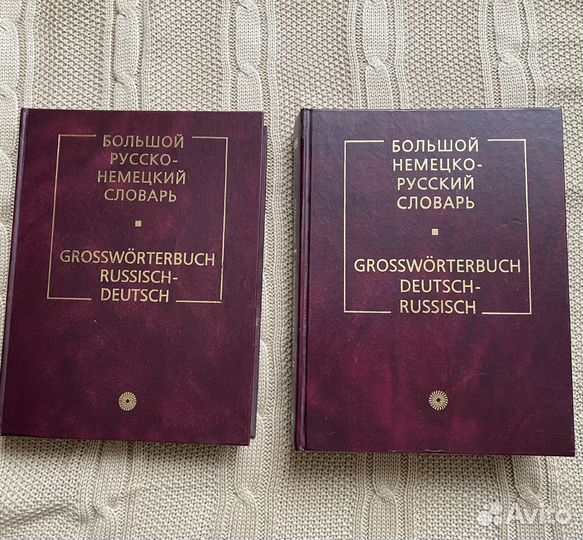 БОЛЬШОЙ
РУССКО-
НЕМЕЦКИЙ
СЛОВАРЬ
GROSSWÖRTERBUCH
RUSSISCH-
DEUTSCH
БОЛЬШОЙ
НЕМЕЦКО-
РУССКИЙ
СЛОВАРЬ
GROSSWÖRTERBUCH
DEUTSCH-
RUSSISCH
Avito